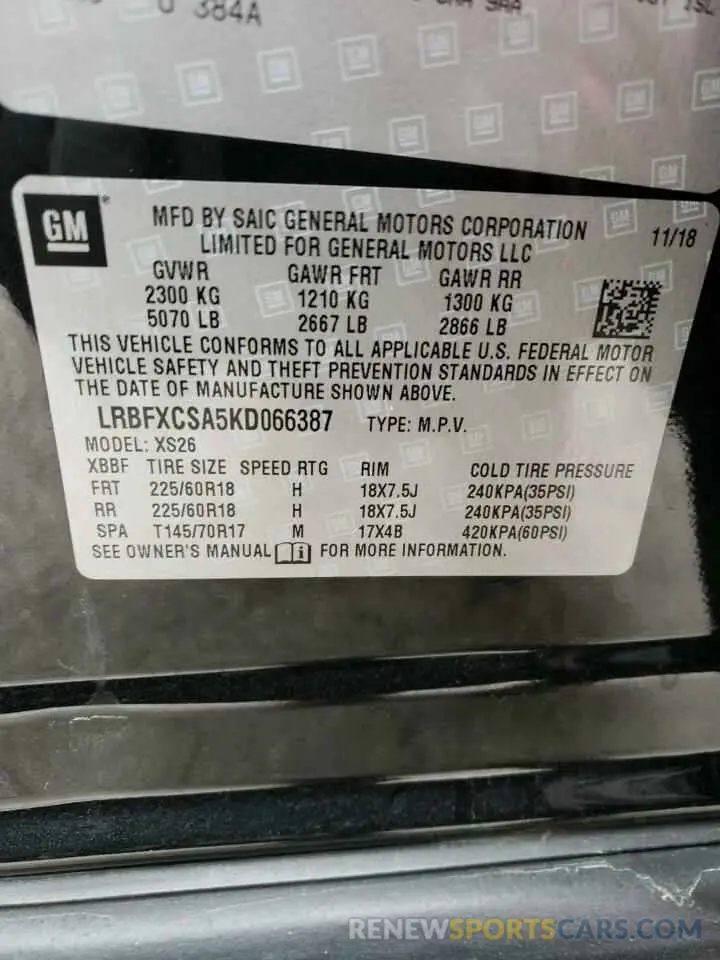 384A
GM
MFD BY SAIC GENERAL MOTORS CORPORATION
LIMITED FOR GENERAL MOTORS LLC
11/18
GVWR GAWR FRT GAWR RR
2300 KG 1210 KG 1300 KG
5070 LB 2667 LB 2866 LB
THIS VEHICLE CONFORMS TO ALL APPLICABLE U.S. FEDERAL MOTOR
VEHICLE SAFETY AND THEFT PREVENTION STANDARDS IN EFFECT ON
THE DATE OF MANUFACTURE SHOWN ABOVE.
LRBFXCSA5KD066387 TYPE: M.P.V.
MODEL: XS26
XBBF TIRE SIZE SPEED RTG RIM COLD TIRE PRESSURE
FRT 225/60R18 H 18X7.5J 240KPA(35PSI)
RR 225/60R18 H 18X7.5J 240KPA(35PSI)
SPA T145/70R17 M 17X4B 420KPA(60PSI)
SEE OWNER'S MANUAL i FOR MORE INFORMATION.
RENEWSPORTSCARS.COM